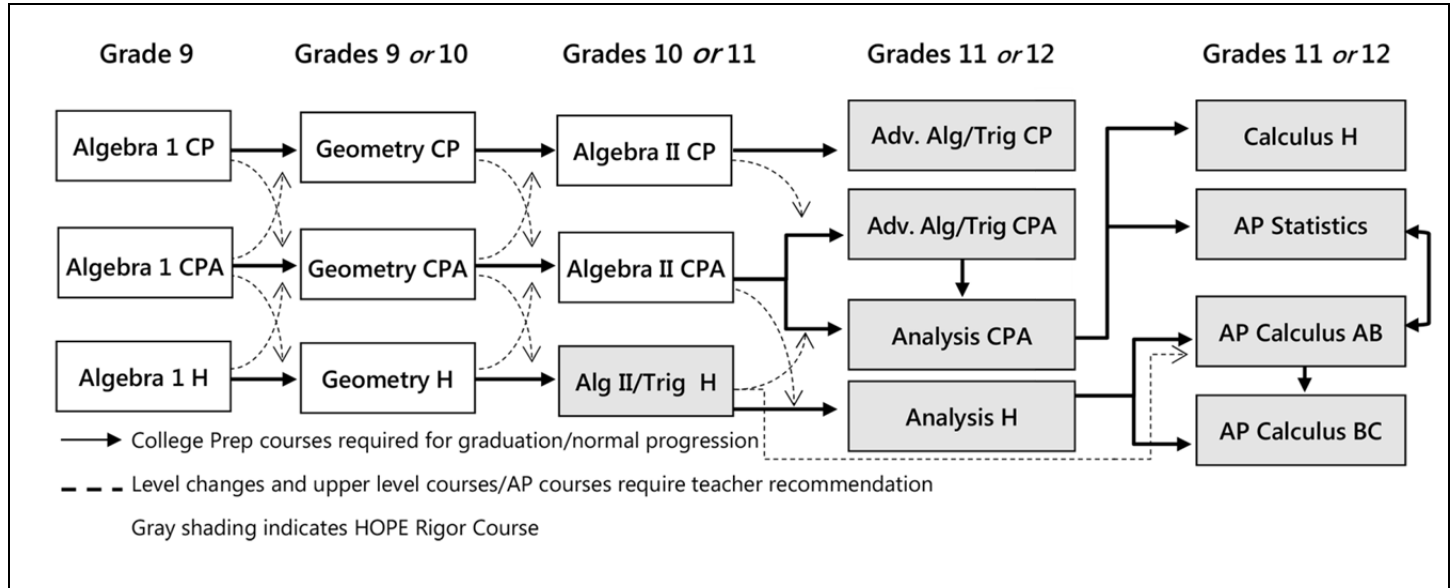 Grade 9
Grades 9 or 10
Grades 10 or 11
Grades 11 or 12
Grades 11 or 12
Algebra 1 CP
Geometry CP
Algebra II CP
Adv. Alg/Trig CP
Calculus H
Adv. Alg/Trig CPA
AP Statistics
Algebra 1 CPA
Geometry CPA
Algebra II CPA
Analysis CPA
AP Calculus AB
Algebra 1 H
Geometry H
Alg II/Trig H
Analysis H
AP Calculus BC
College Prep courses required for graduation/normal progression
Level changes and upper level courses/AP courses require teacher recommendation
Gray shading indicates HOPE Rigor Course